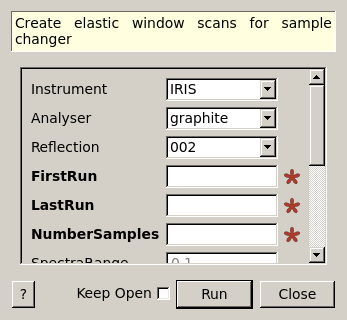 Create elastic window scans for sample
changer
Instrument IRIS
Analyser graphite
Reflection 002
FirstRun *
LastRun *
NumberSamples *
SpectraRange 0,1
? Keep Open Run Close